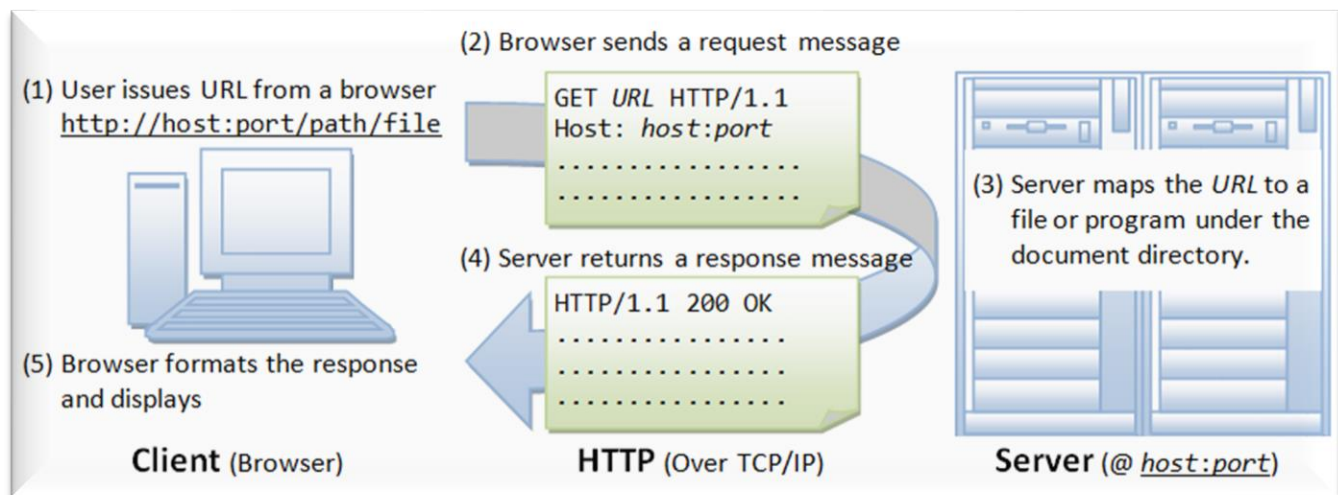 (1) User issues URL from a browser
http://host:port/path/file
(2) Browser sends a request message
GET URL HTTP/1.1
Host: host:port
..................
..................
(3) Server maps the URL to a
file or program under the
document directory.
(4) Server returns a response message
HTTP/1.1 200 OK
.................
.................
.................
(5) Browser formats the response
and displays
Client (Browser)
HTTP (Over TCP/IP)
Server (@ host:port)